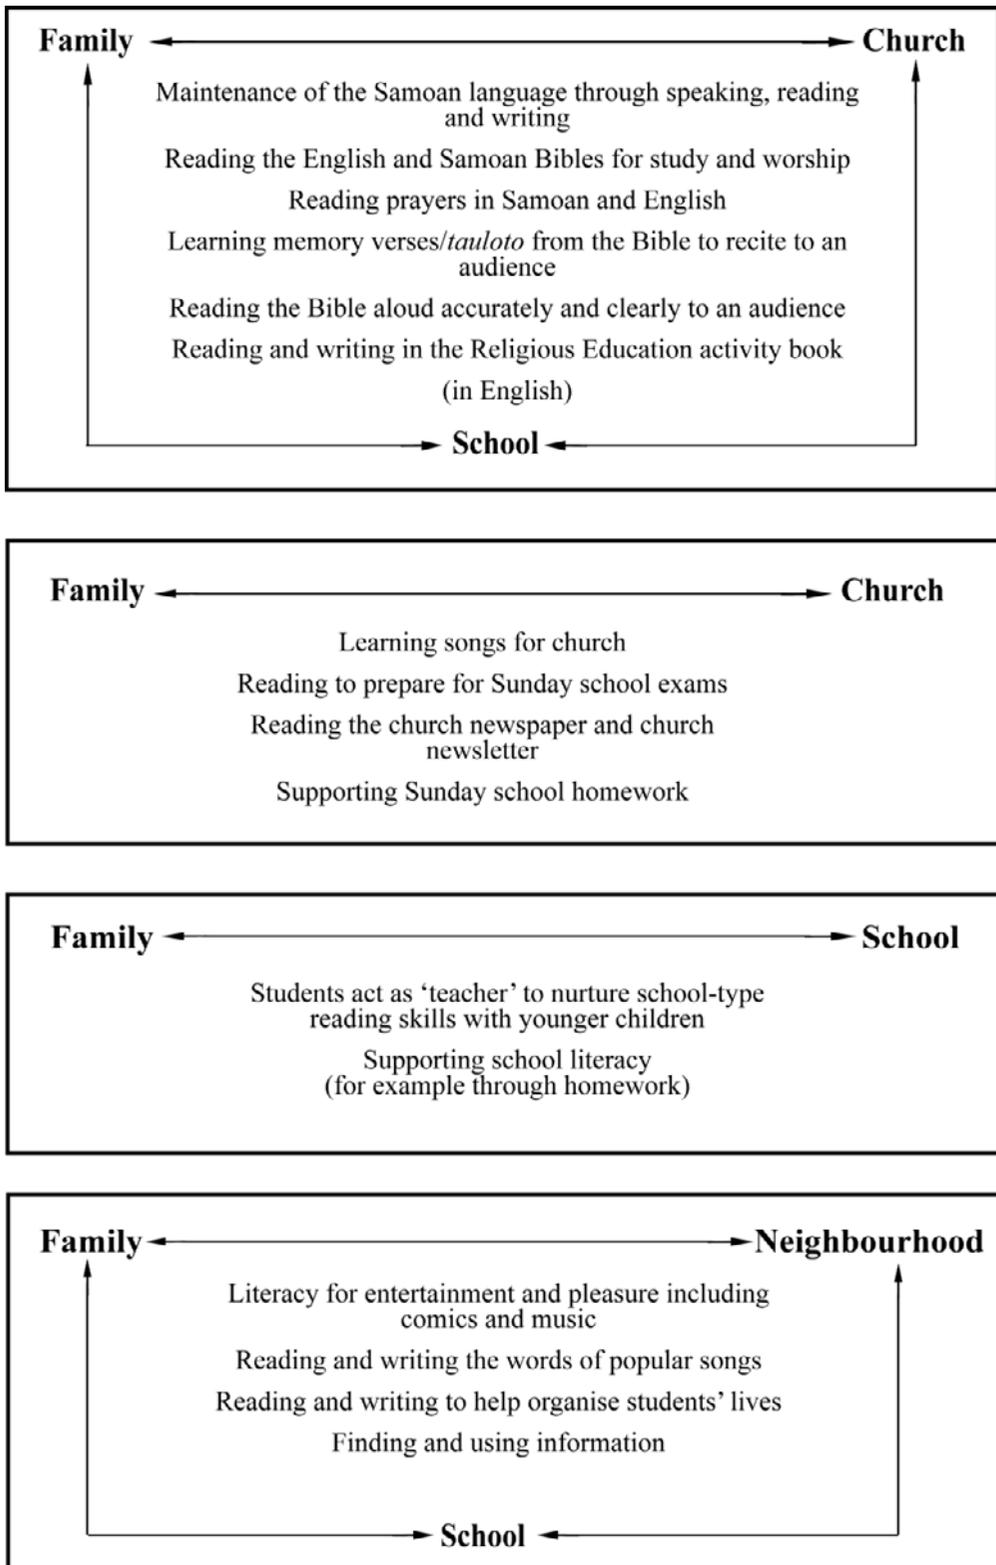 Family Church
Maintenance of the Samoan language through speaking, reading
and writing
Reading the English and Samoan Bibles for study and worship
Reading prayers in Samoan and English
Learning memory verses/tauloto from the Bible to recite to an
audience
Reading the Bible aloud accurately and clearly to an audience
Reading and writing in the Religious Education activity book
(in English)
School
Family Church
Learning songs for church
Reading to prepare for Sunday school exams
Reading the church newspaper and church
newsletter
Supporting Sunday school homework
Family School
Students act as ‘teacher’ to nurture school-type
reading skills with younger children
Supporting school literacy
(for example through homework)
Family Neighbourhood
Literacy for entertainment and pleasure including
comics and music
Reading and writing the words of popular songs
Reading and writing to help organise students’ lives
Finding and using information
School